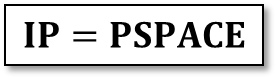 IP = PSPACE